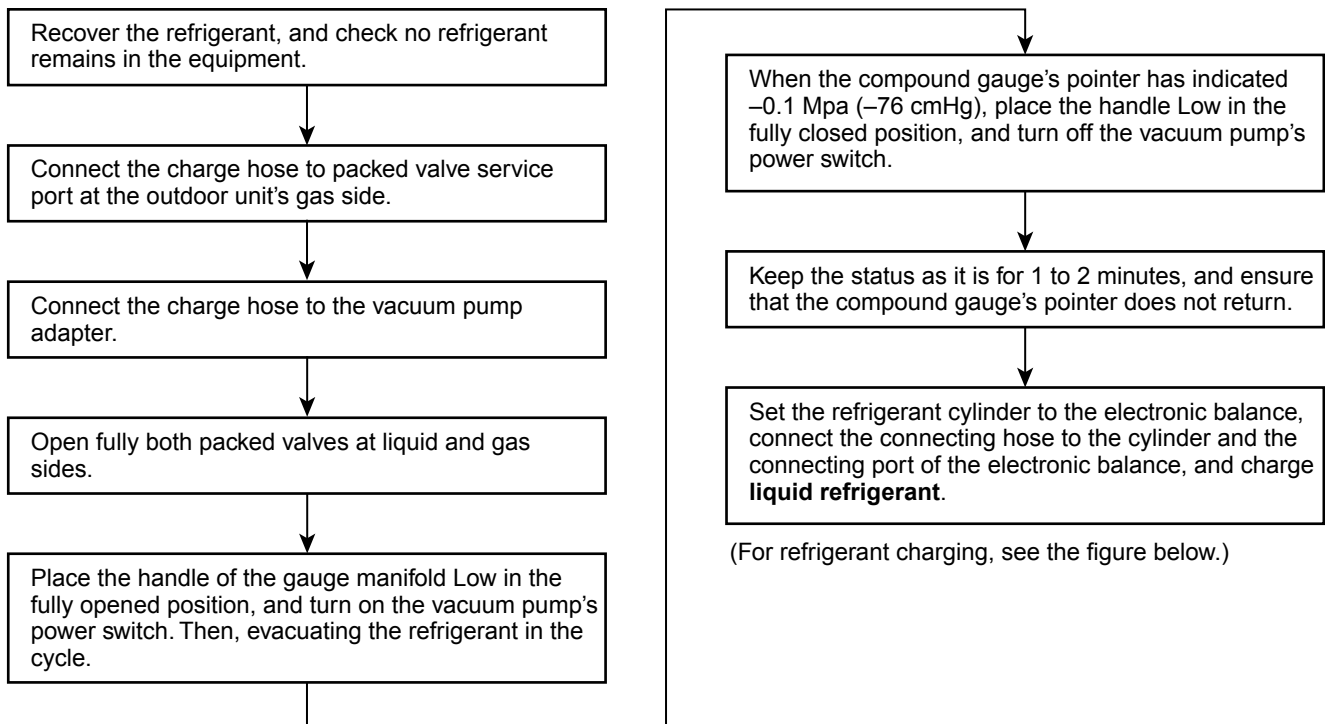 Recover the refrigerant, and check no refrigerant
remains in the equipment.
Connect the charge hose to packed valve service
port at the outdoor unit’s gas side.
Connect the charge hose to the vacuum pump
adapter.
Open fully both packed valves at liquid and gas
sides.
Place the handle of the gauge manifold Low in the
fully opened position, and turn on the vacuum pump’s
power switch. Then, evacuating the refrigerant in the
cycle.
When the compound gauge’s pointer has indicated
–0.1 Mpa (–76 cmHg), place the handle Low in the
fully closed position, and turn off the vacuum pump’s
power switch.
Keep the status as it is for 1 to 2 minutes, and ensure
that the compound gauge’s pointer does not return.
Set the refrigerant cylinder to the electronic balance,
connect the connecting hose to the cylinder and the
connecting port of the electronic balance, and charge
liquid refrigerant.
(For refrigerant charging, see the figure below.)